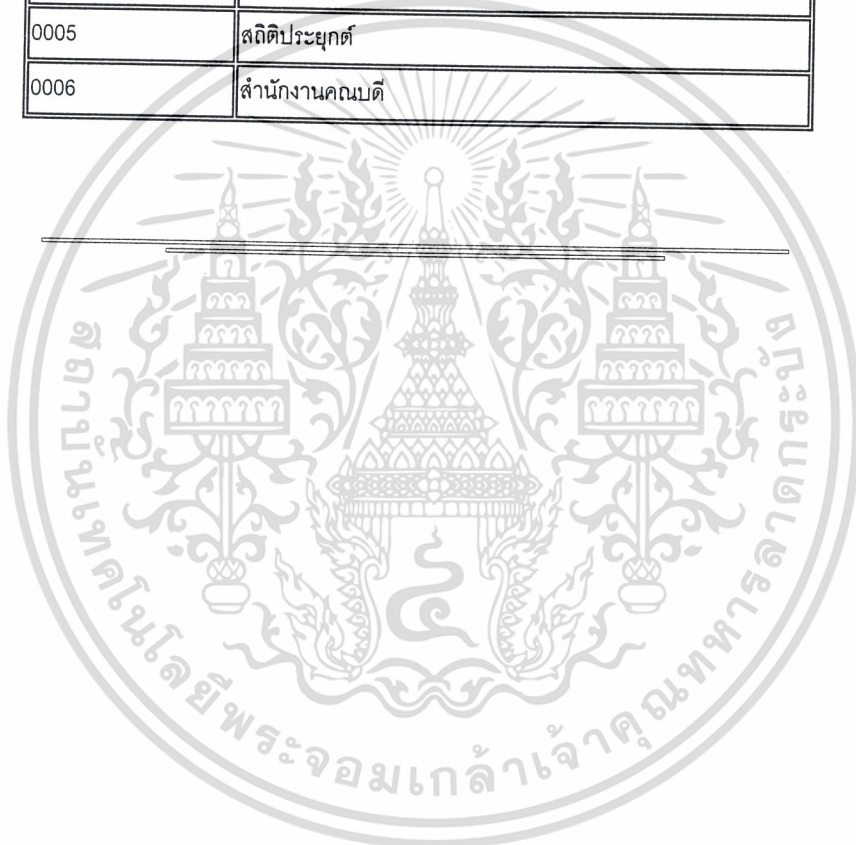 0005 สถิติประยุกต์
0006 สำนักงานคณบดี
สถาบันเทคโนโลยีพระจอมเกล้าเจ้าคุณทหารลาดกระบัง